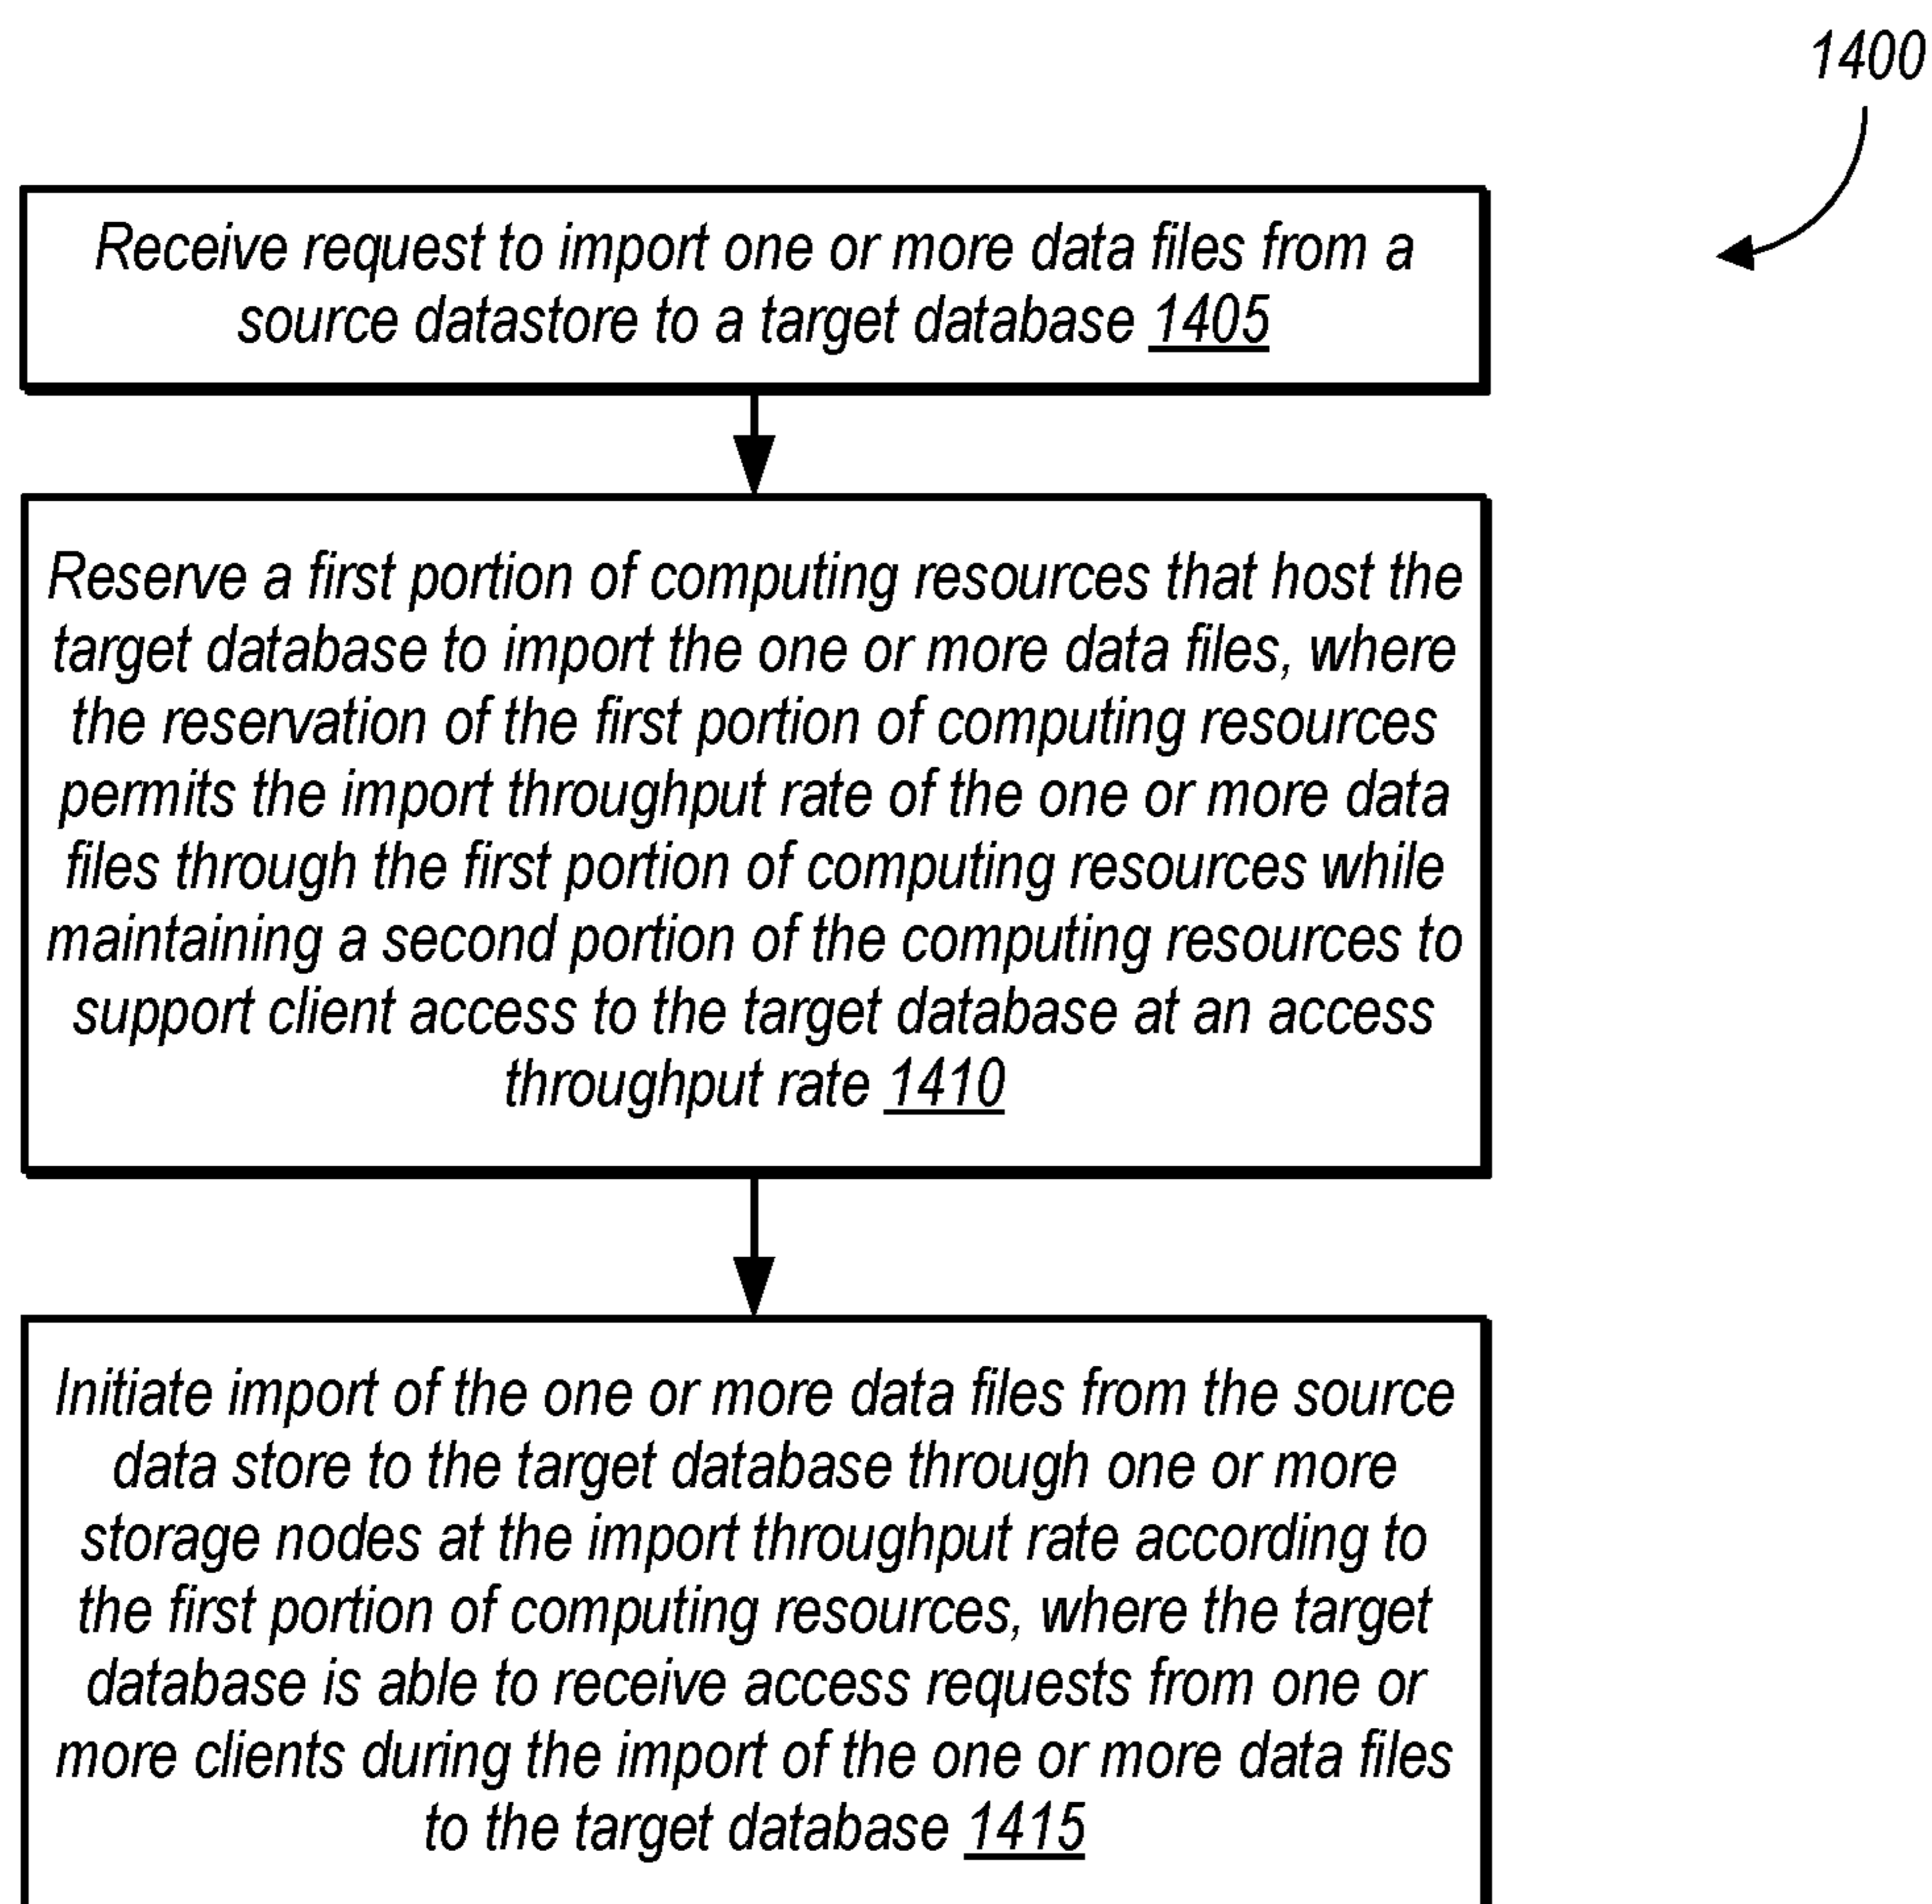 1400
Receive request to import one or more data files from a
source datastore to a target database 1405
Reserve a first portion of computing resources that host the
target database to import the one or more data files, where
the reservation of the first portion of computing resources
permits the import throughput rate of the one or more data
files through the first portion of computing resources while
maintaining a second portion of the computing resources to
support client access to the target database at an access
throughput rate 1410
Initiate import of the one or more data files from the source
data store to the target database through one or more
storage nodes at the import throughput rate according to
the first portion of computing resources, where the target
database is able to receive access requests from one or
more clients during the import of the one or more data files
to the target database 1415